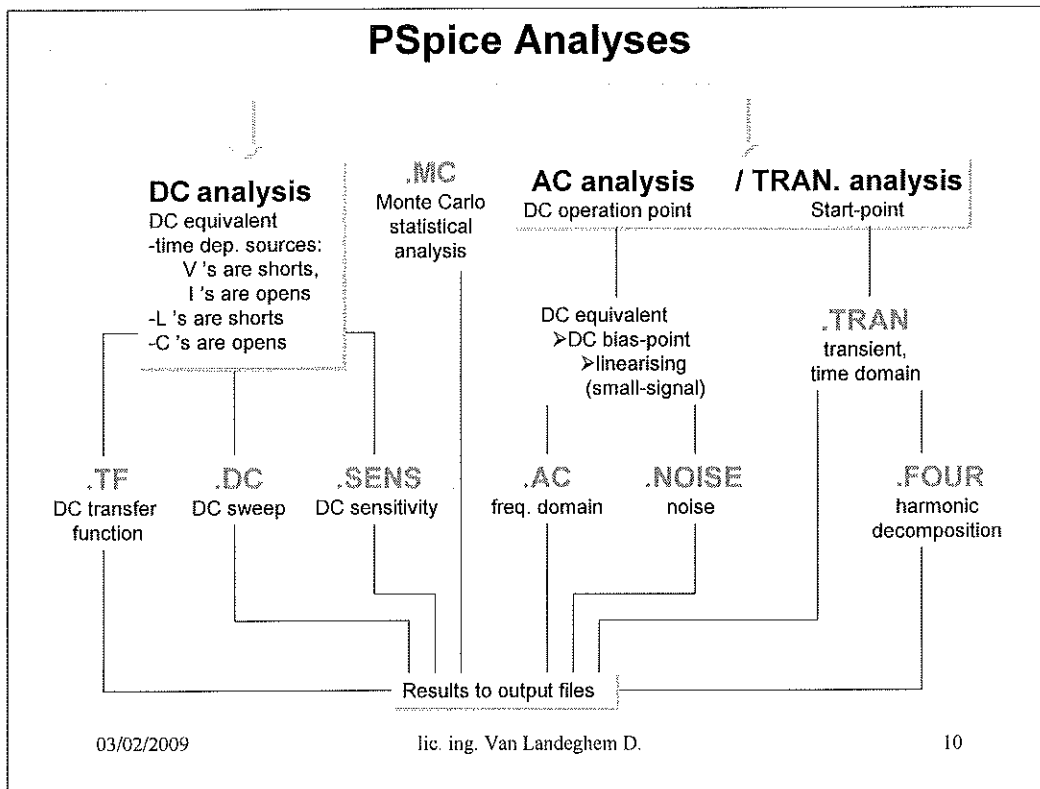 PSpice Analyses
DC analysis
DC equivalent
-time dep. sources:
V 's are shorts,
I 's are opens
-L 's are shorts
-C 's are opens
.MC
Monte Carlo
statistical
analysis
AC analysis
DC operation point
/ TRAN. analysis
Start-point
DC equivalent
➢DC bias-point
➢linearising
(small-signal)
.TRAN
transient,
time domain
.TF
DC transfer
function
.DC
DC sweep
.SENS
DC sensitivity
.AC
freq. domain
.NOISE
noise
.FOUR
harmonic
decomposition
Results to output files
03/02/2009
lic. ing. Van Landeghem D.
10